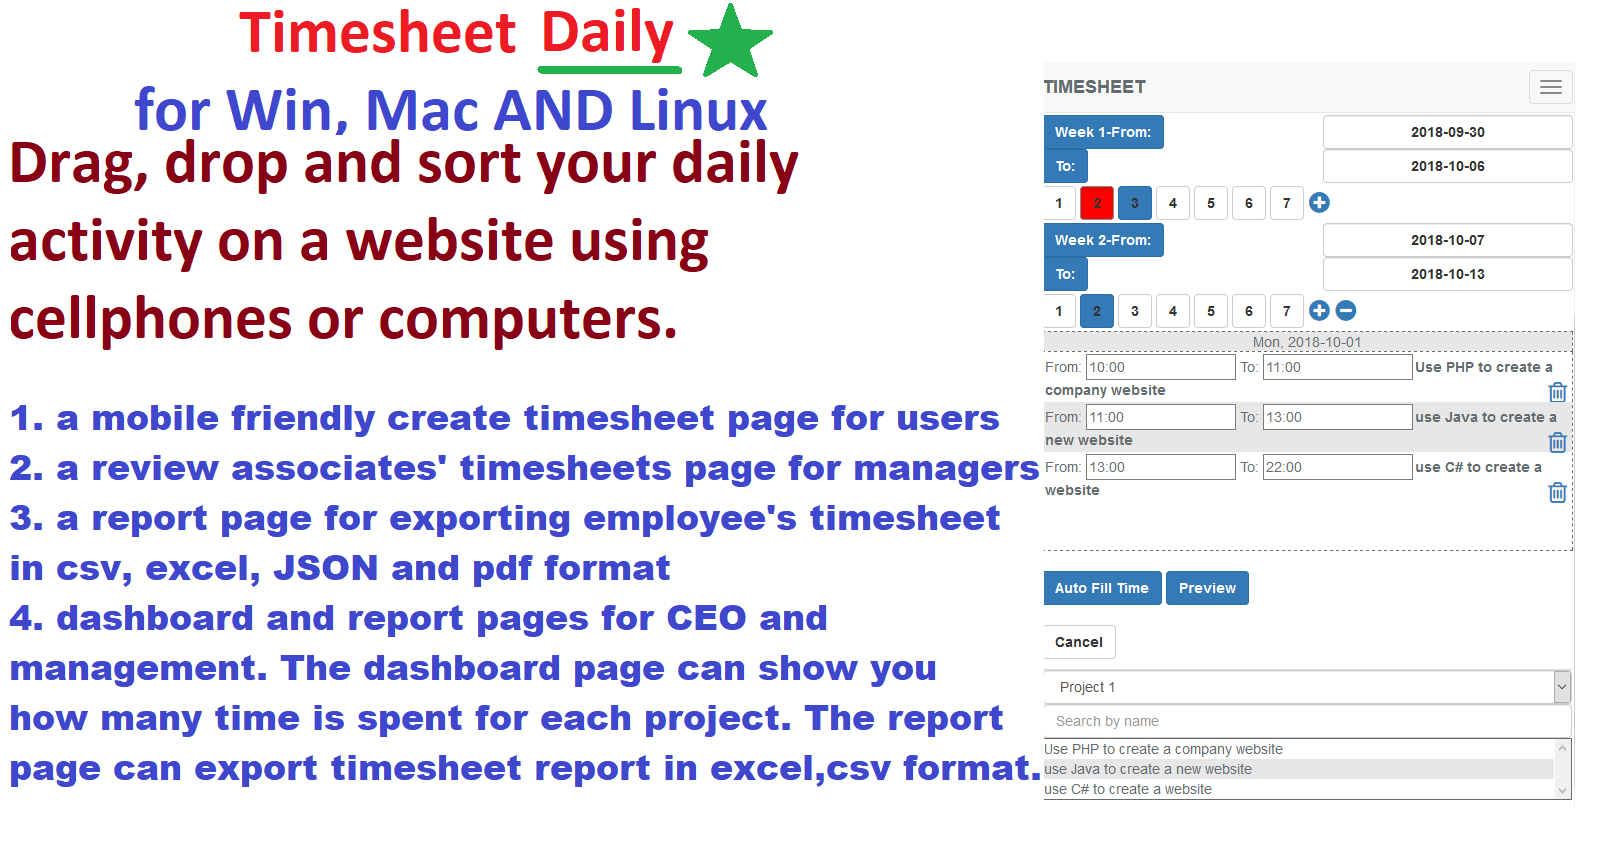 Timesheet Daily
for Win, Mac AND Linux
Drag, drop and sort your daily
activity on a website using
cellphones or computers.
1. a mobile friendly create timesheet page for users
2. a review associates' timesheets page for managers
3. a report page for exporting employee's timesheet
in csv, excel, JSON and pdf format
4. dashboard and report pages for CEO and
management. The dashboard page can show you
how many time is spent for each project. The report
page can export timesheet report in excel,csv format.
TIMESHEET
Week 1-From: 2018-09-30
To: 2018-10-06
1 2 3 4 5 6 7
Week 2-From: 2018-10-07
To: 2018-10-13
1 2 3 4 5 6 7
Mon, 2018-10-01
From: 10:00 To: 11:00 Use PHP to create a
company website
From: 11:00 To: 13:00 use Java to create a
new website
From: 13:00 To: 22:00 use C# to create a
website
Auto Fill Time Preview
Cancel
Project 1
Search by name
Use PHP to create a company website
use Java to create a new website
use C# to create a website